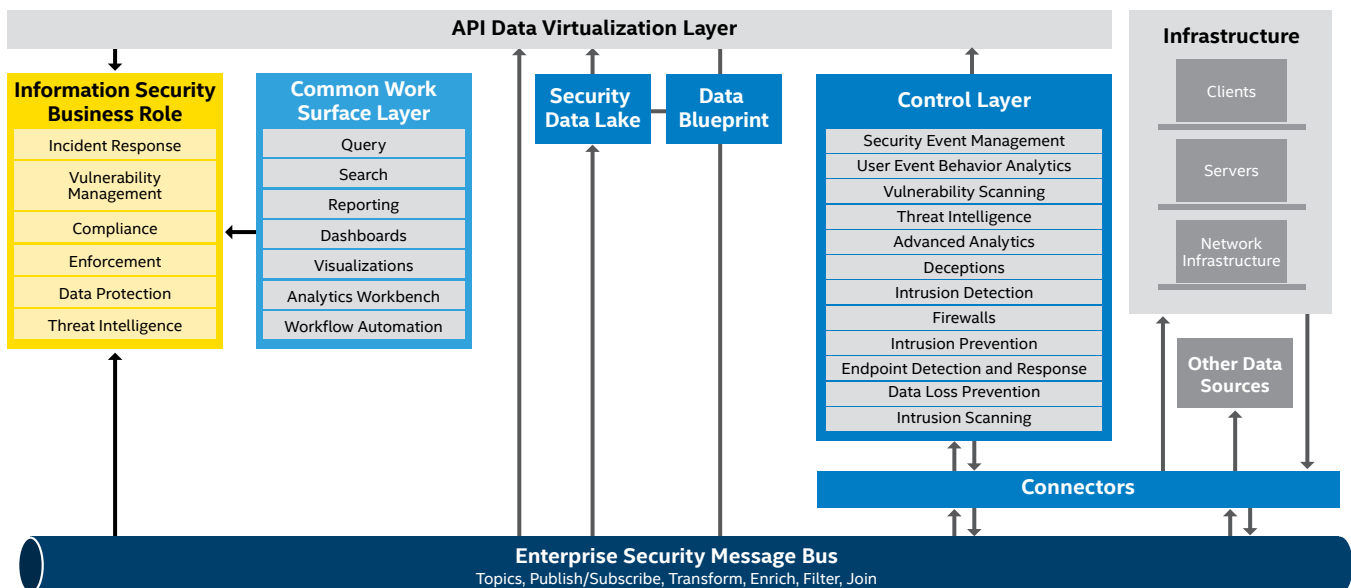 API Data Virtualization Layer
Information Security
Business Role
Incident Response
Vulnerability
Management
Compliance
Enforcement
Data Protection
Threat Intelligence
Common Work
Surface Layer
Query
Search
Reporting
Dashboards
Visualizations
Analytics Workbench
Workflow Automation
Security
Data Lake
Data
Blueprint
Control Layer
Security Event Management
User Event Behavior Analytics
Vulnerability Scanning
Threat Intelligence
Advanced Analytics
Deceptions
Intrusion Detection
Firewalls
Intrusion Prevention
Endpoint Detection and Response
Data Loss Prevention
Intrusion Scanning
Infrastructure
Clients
Servers
Network
Infrastructure
Other Data
Sources
Connectors
Enterprise Security Message Bus
Topics, Publish/Subscribe, Transform, Enrich, Filter, Join